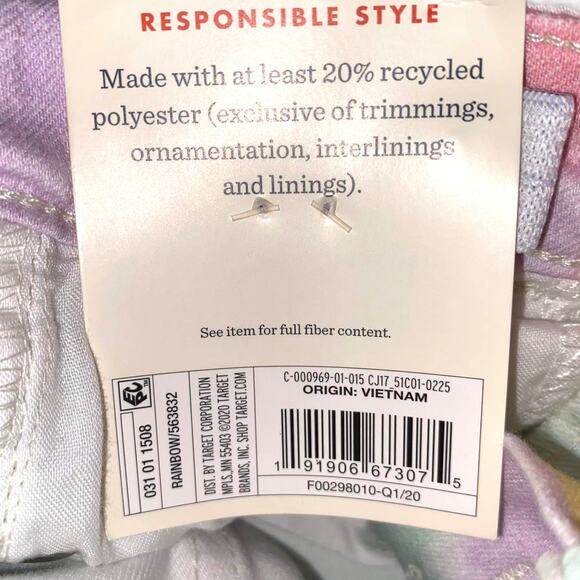 RESPONSIBLE STYLE
Made with at least 20% recycled
polyester (exclusive of trimmings,
ornamentation, interlinings
and linings).
See item for full fiber content.
EPC
031 01 1508
RAINBOW/563832
DIST. BY TARGET CORPORATION
MPLS, MN 55403 ©2020 TARGET
BRANDS, INC. SHOP TARGET.COM
C-000969-01-015 CJ17_51C01-0225
ORIGIN: VIETNAM
1 91906 67307 5
F00298010-Q1/20